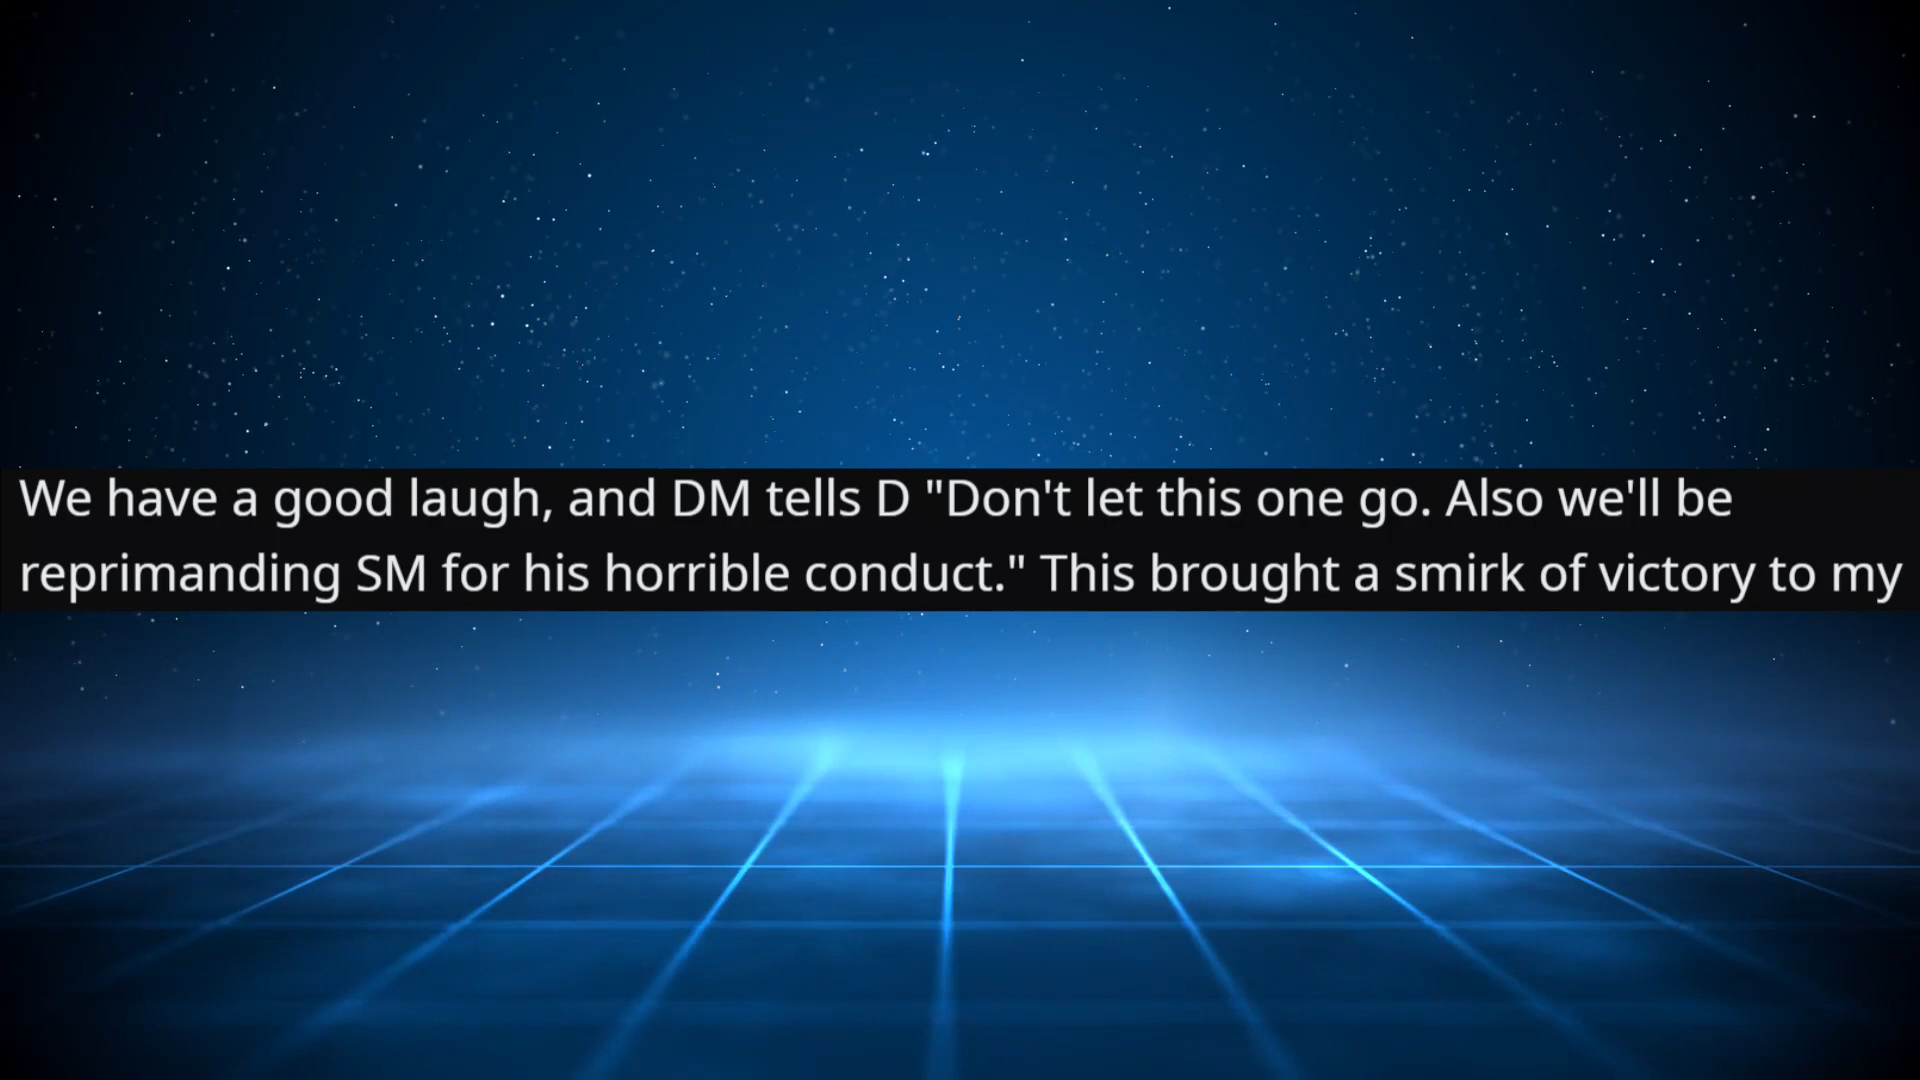 We have a good laugh, and DM tells D "Don't let this one go. Also we'll be
reprimanding SM for his horrible conduct." This brought a smirk of victory to my